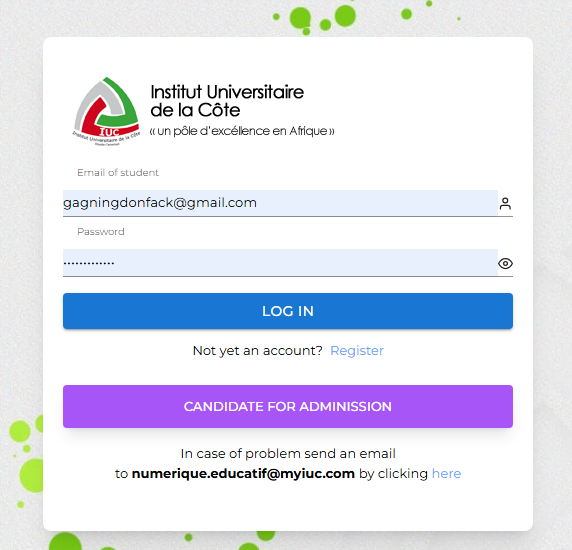 IUC
Institut Universitaire de la Côte
Institut Universitaire
de la Côte
« un pôle d'excéllence en Afrique »
Email of student
gagningdonfack@gmail.com
Password
LOG IN
Not yet an account? Register
CANDIDATE FOR ADMINISSION
In case of problem send an email
to numerique.educatif@myiuc.com by clicking here